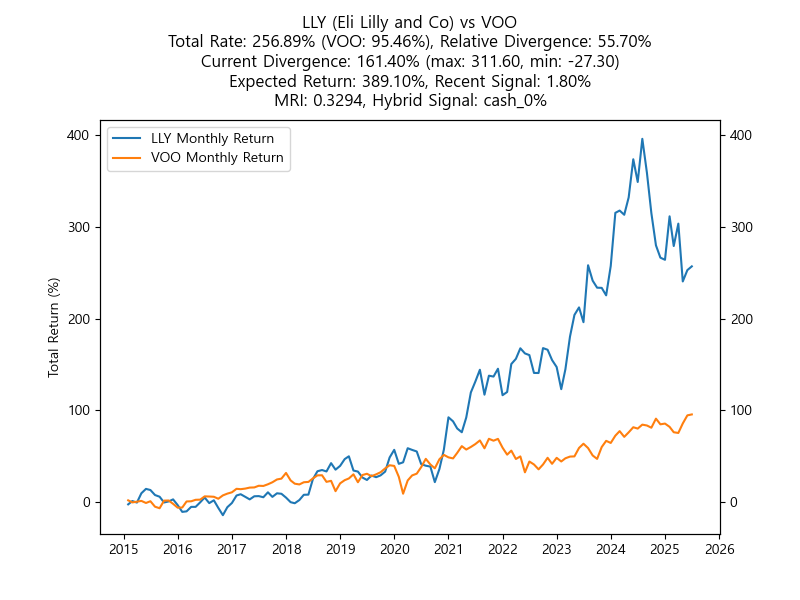 LLY (Eli Lilly and Co) vs VOO
Total Rate: 256.89% (VOO: 95.46%), Relative Divergence: 55.70%
Current Divergence: 161.40% (max: 311.60, min: -27.30)
Expected Return: 389.10%, Recent Signal: 1.80%
MRI: 0.3294, Hybrid Signal: cash_0%
LLY Monthly Return
VOO Monthly Return
Total Return (%)
400
300
200
100
0
400
300
200
100
0
2015 2016 2017 2018 2019 2020 2021 2022 2023 2024 2025 2026